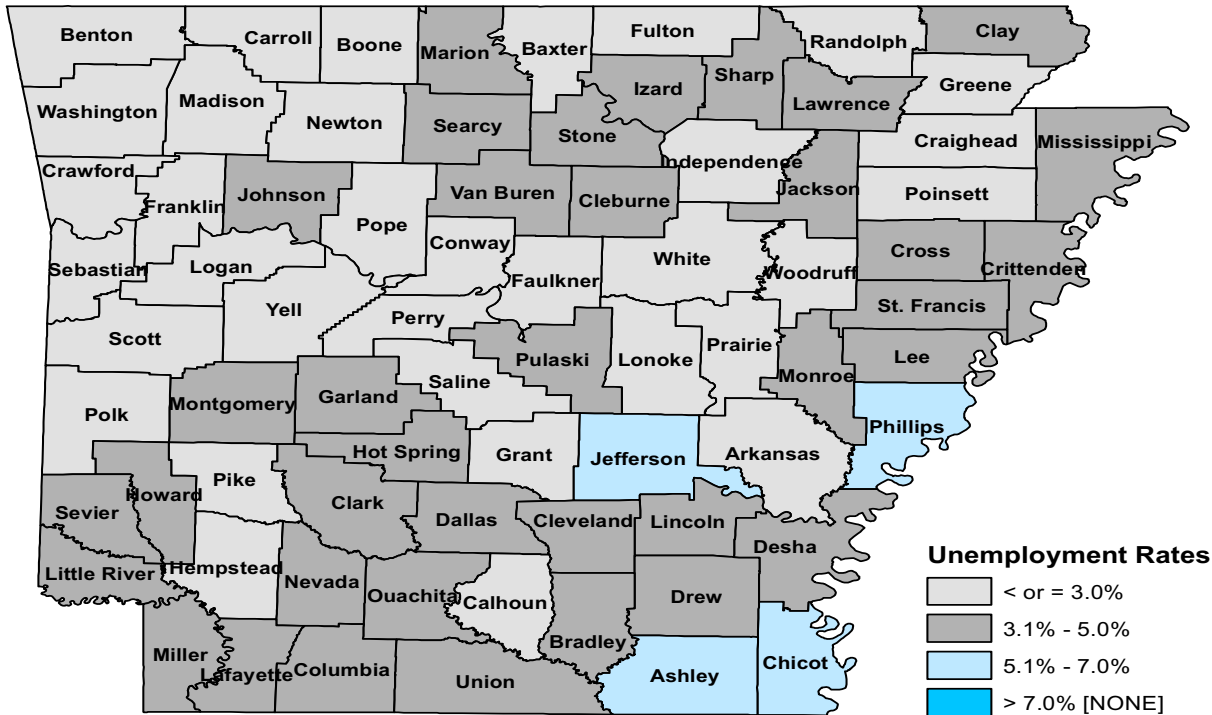 Benton
Carroll
Boone
Marion
Baxter
Fulton
Randolph
Clay
Sharp
Izard
Greene
Lawrence
Washington
Madison
Newton
Searcy
Stone
Craighead
Mississippi
Independence
Crawford
Jackson
Johnson
Van Buren
Cleburne
Poinsett
Franklin
Pope
Conway
Cross
White
Logan
Sebastian
Woodruff
Crittenden
Faulkner
Yell
St. Francis
Perry
Scott
Prairie
Pulaski
Lonoke
Lee
Saline
Monroe
Garland
Montgomery
Polk
Phillips
Hot Spring
Grant
Jefferson
Arkansas
Pike
Howard
Clark
Sevier
Dallas
Cleveland
Lincoln
Desha
Little River
Hempstead
Nevada
Ouachita
Calhoun
Drew
Bradley
Miller
Lafayette
Columbia
Union
Ashley
Chicot
Unemployment Rates
< or = 3.0%
3.1% - 5.0%
5.1% - 7.0%
> 7.0% [NONE]